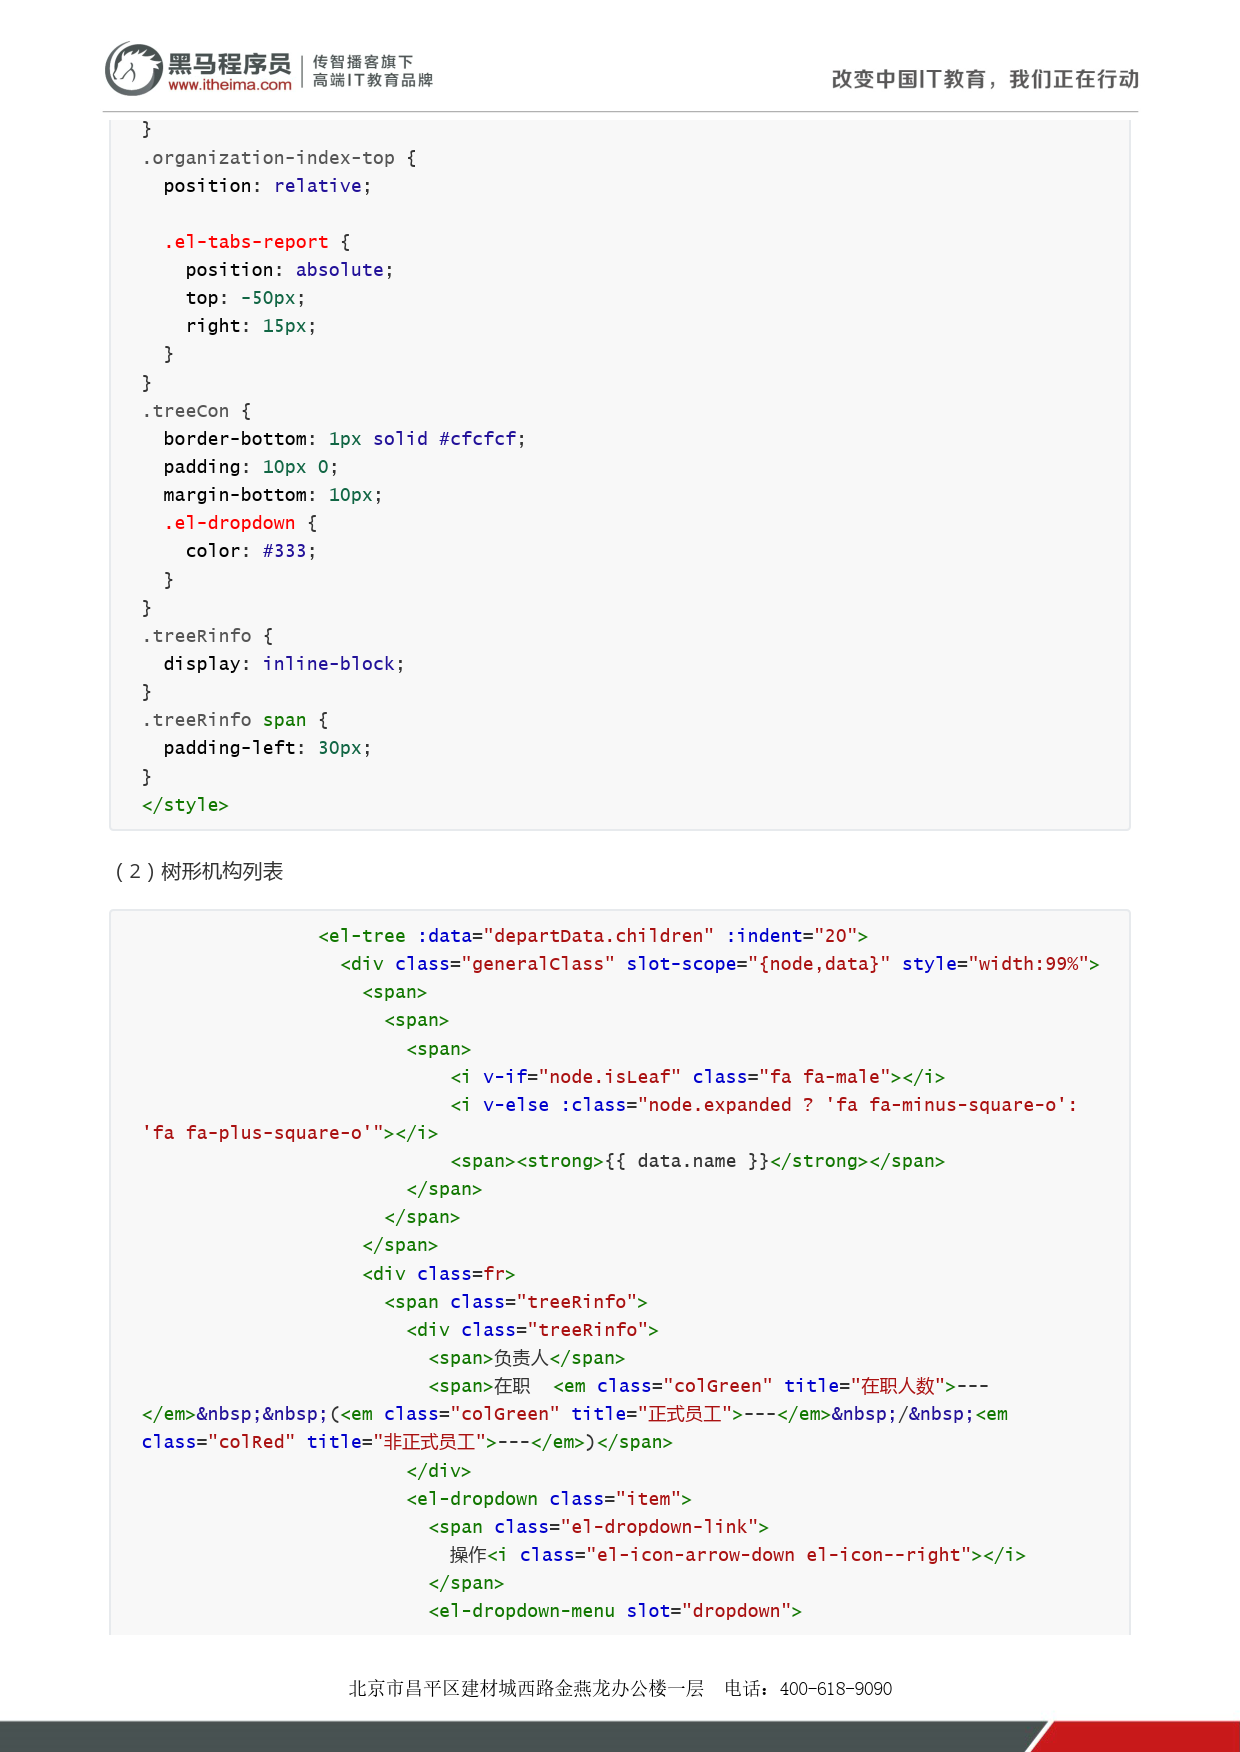 黑马程序员
www.itheima.com
传智播客旗下
高端IT教育品牌
改变中国IT教育，我们正在行动
}
.organization-index-top {
  position: relative;

  .el-tabs-report {
    position: absolute;
    top: -50px;
    right: 15px;
  }
}
.treeCon {
  border-bottom: 1px solid #cfcfcf;
  padding: 10px 0;
  margin-bottom: 10px;
  .el-dropdown {
    color: #333;
  }
}
.treeRinfo {
  display: inline-block;
}
.treeRinfo span {
  padding-left: 30px;
}
</style>
（2）树形机构列表
                <el-tree :data="departData.children" :indent="20">
                  <div class="generalClass" slot-scope="{node,data}" style="width:99%">
                    <span>
                      <span>
                        <span>
                            <i v-if="node.isLeaf" class="fa fa-male"></i>
                            <i v-else :class="node.expanded ? 'fa fa-minus-square-o':
'fa fa-plus-square-o'"></i>
                            <span><strong>{{ data.name }}</strong></span>
                        </span>
                      </span>
                    </span>
                    <div class=fr>
                      <span class="treeRinfo">
                        <div class="treeRinfo">
                          <span>负责人</span>
                          <span>在职  <em class="colGreen" title="在职人数">---
</em>&nbsp;&nbsp;(<em class="colGreen" title="正式员工">---</em>&nbsp;/&nbsp;<em
class="colRed" title="非正式员工">---</em>)</span>
                        </div>
                        <el-dropdown class="item">
                          <span class="el-dropdown-link">
                            操作<i class="el-icon-arrow-down el-icon--right"></i>
                          </span>
                          <el-dropdown-menu slot="dropdown">
北京市昌平区建材城西路金燕龙办公楼一层 电话：400-618-9090